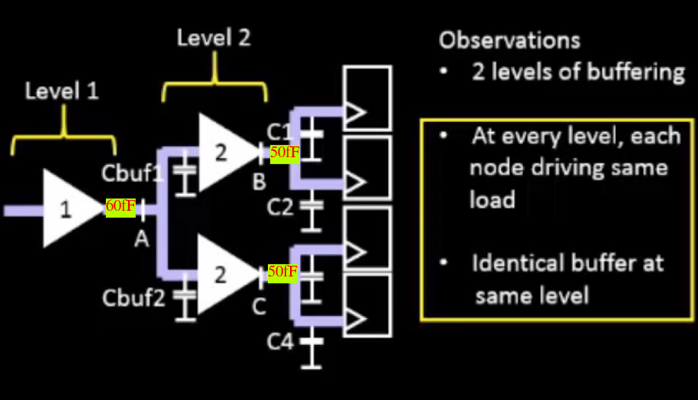 Level 2
Level 1
Observations
• 2 levels of buffering
• At every level, each
node driving same
load
• Identical buffer at
same level
1
60fF
A
Cbuf1
2
C1
50fF
B
C2
Cbuf2
2
50fF
C
C4